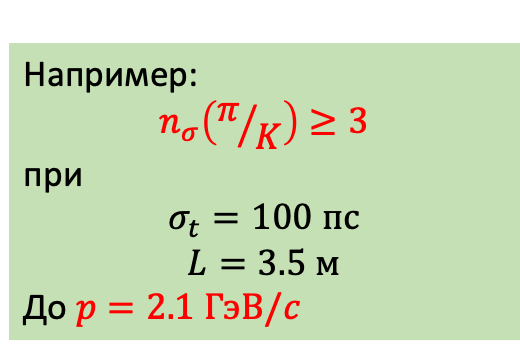 Например:
nσ(π/K) ≥ 3
при
σt = 100 пс
L = 3.5 м
До p = 2.1 ГэВ/c